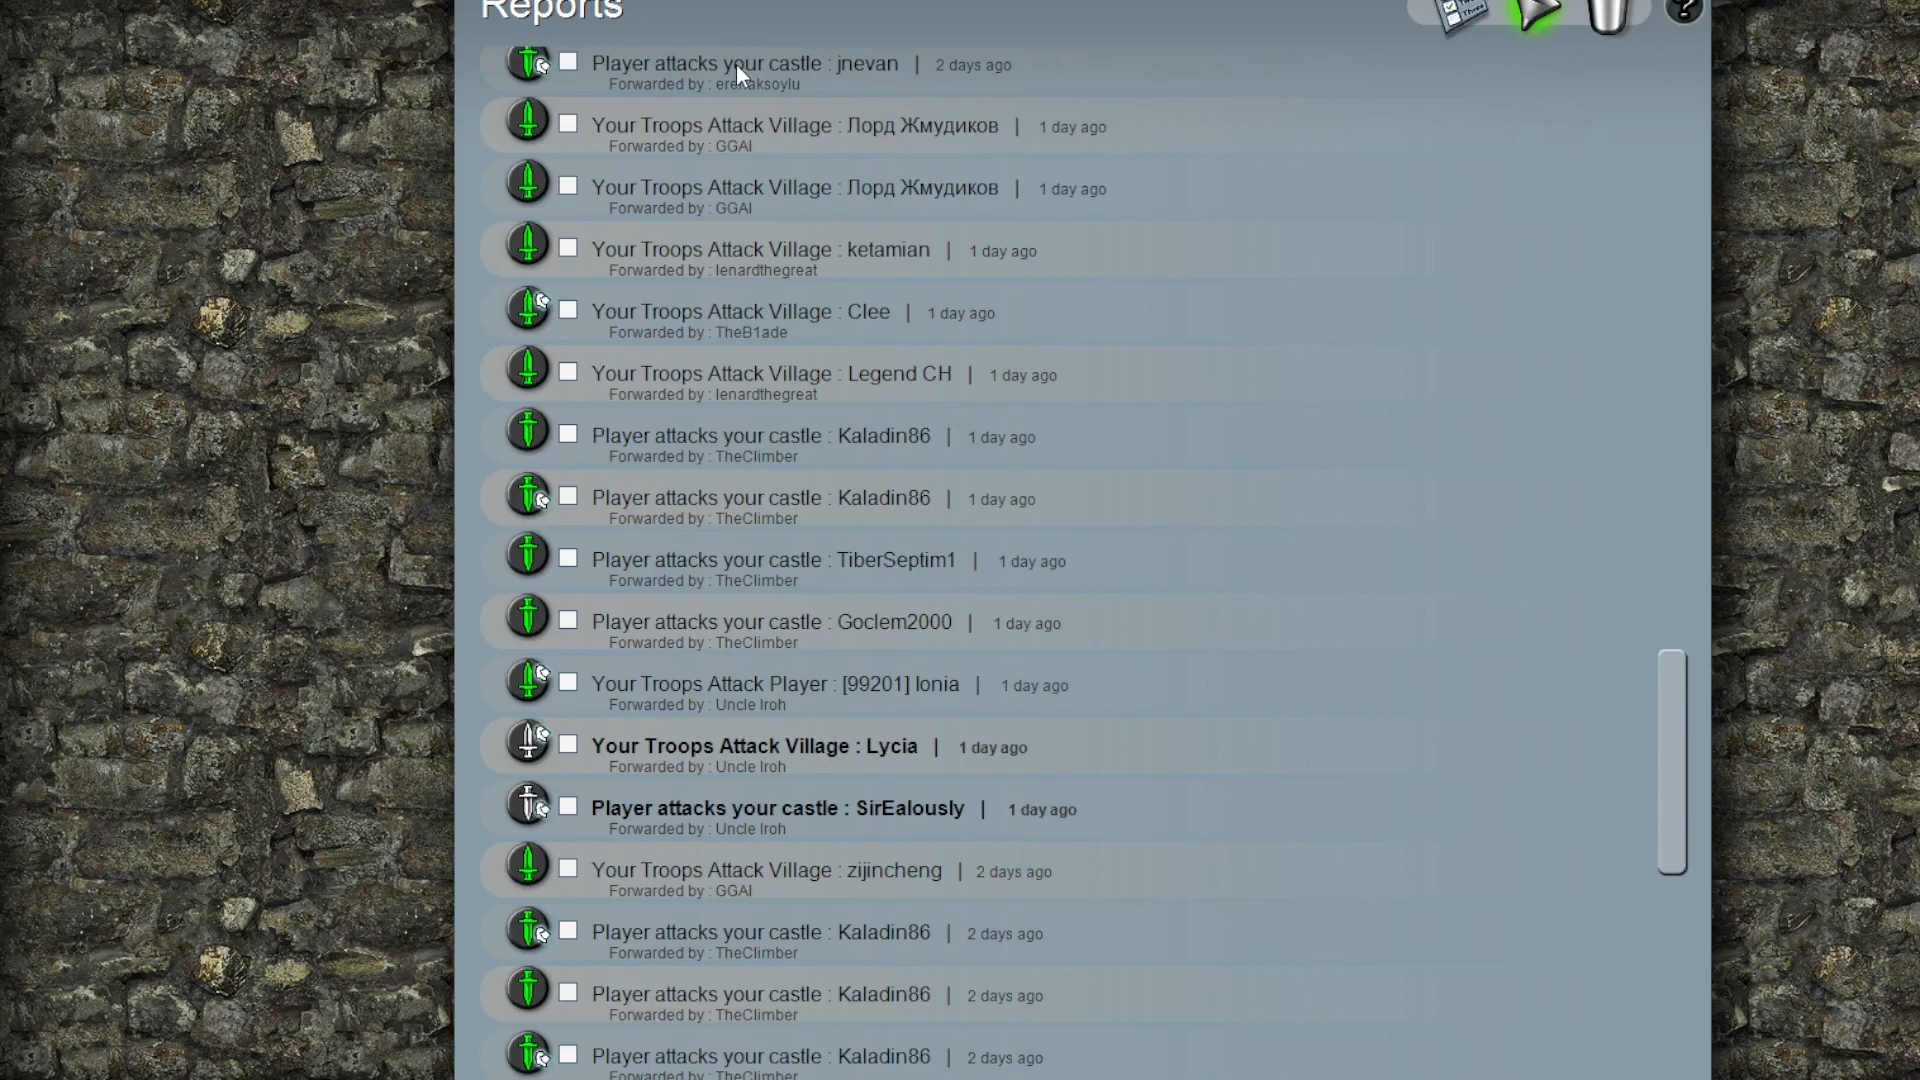 Reports
Player attacks your castle : jnevan | 2 days ago
Forwarded by : erenaksoylu
Your Troops Attack Village : Лорд Жмудиков | 1 day ago
Forwarded by : GGAI
Your Troops Attack Village : Лорд Жмудиков | 1 day ago
Forwarded by : GGAI
Your Troops Attack Village : ketamian | 1 day ago
Forwarded by : lenardthegreat
Your Troops Attack Village : Clee | 1 day ago
Forwarded by : TheB1ade
Your Troops Attack Village : Legend CH | 1 day ago
Forwarded by : lenardthegreat
Player attacks your castle : Kaladin86 | 1 day ago
Forwarded by : TheClimber
Player attacks your castle : Kaladin86 | 1 day ago
Forwarded by : TheClimber
Player attacks your castle : TiberSeptim1 | 1 day ago
Forwarded by : TheClimber
Player attacks your castle : Goclem2000 | 1 day ago
Forwarded by : TheClimber
Your Troops Attack Player : [99201] Ionia | 1 day ago
Forwarded by : Uncle Iroh
Your Troops Attack Village : Lycia | 1 day ago
Forwarded by : Uncle Iroh
Player attacks your castle : SirEalously | 1 day ago
Forwarded by : Uncle Iroh
Your Troops Attack Village : zijincheng | 2 days ago
Forwarded by : GGAI
Player attacks your castle : Kaladin86 | 2 days ago
Forwarded by : TheClimber
Player attacks your castle : Kaladin86 | 2 days ago
Forwarded by : TheClimber
Player attacks your castle : Kaladin86 | 2 days ago
Forwarded by : TheClimber